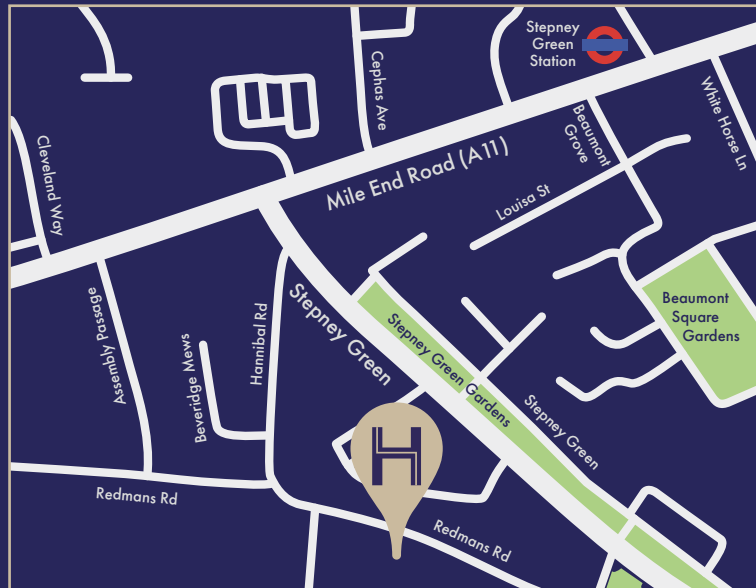 Stepney
Green
Station
Cephas Ave
White Horse Ln
Beaumont
Grove
Mile End Road (A11)
Cleveland Way
Louisa St
Beaumont
Square
Gardens
Assembly Passage
Hannibal Rd
Stepney Green
Stepney Green Gardens
Beveridge Mews
Stepney Green
H
Redmans Rd
Redmans Rd